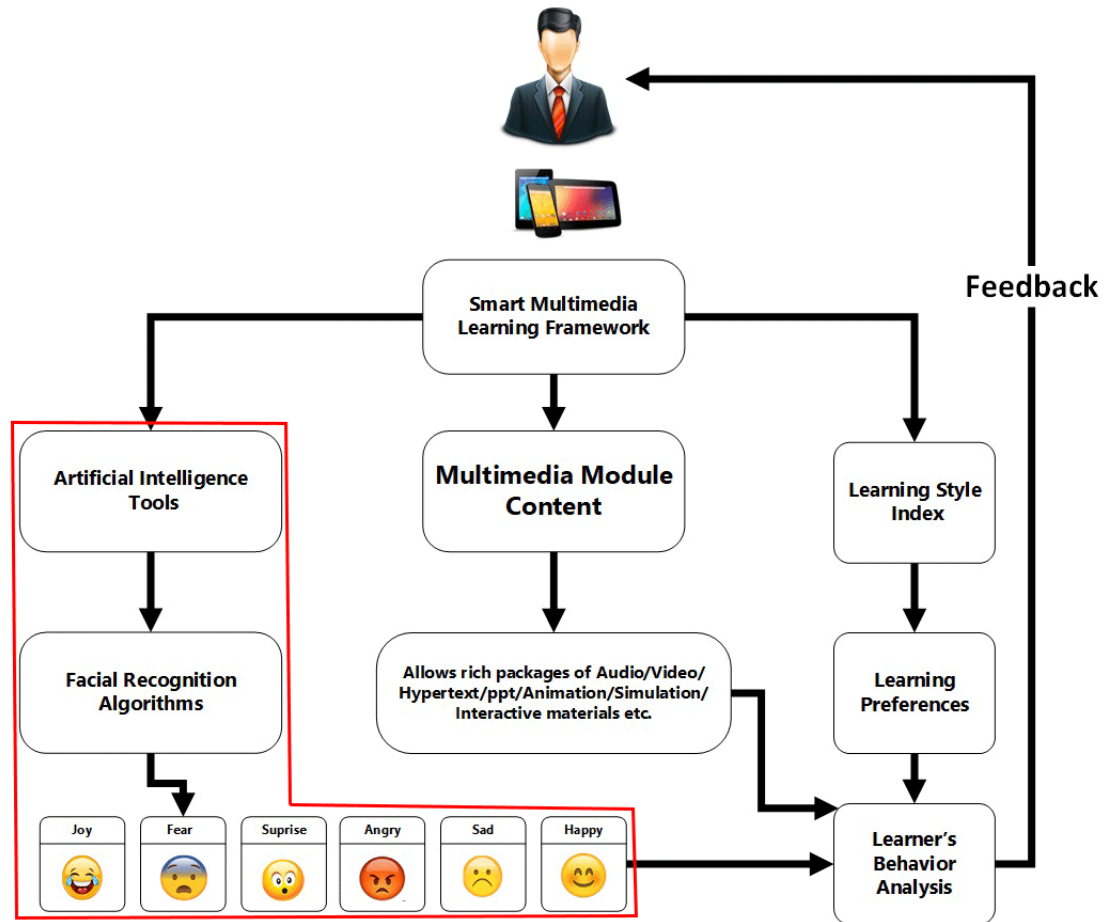 Feedback
Smart Multimedia
Learning Framework
Artificial Intelligence
Tools
Multimedia Module
Content
Learning Style
Index
Facial Recognition
Algorithms
Allows rich packages of Audio/Video/
Hypertext/ppt/Animation/Simulation/
Interactive materials etc.
Learning
Preferences
Joy
Fear
Suprise
Angry
Sad
Happy
Learner’s
Behavior
Analysis